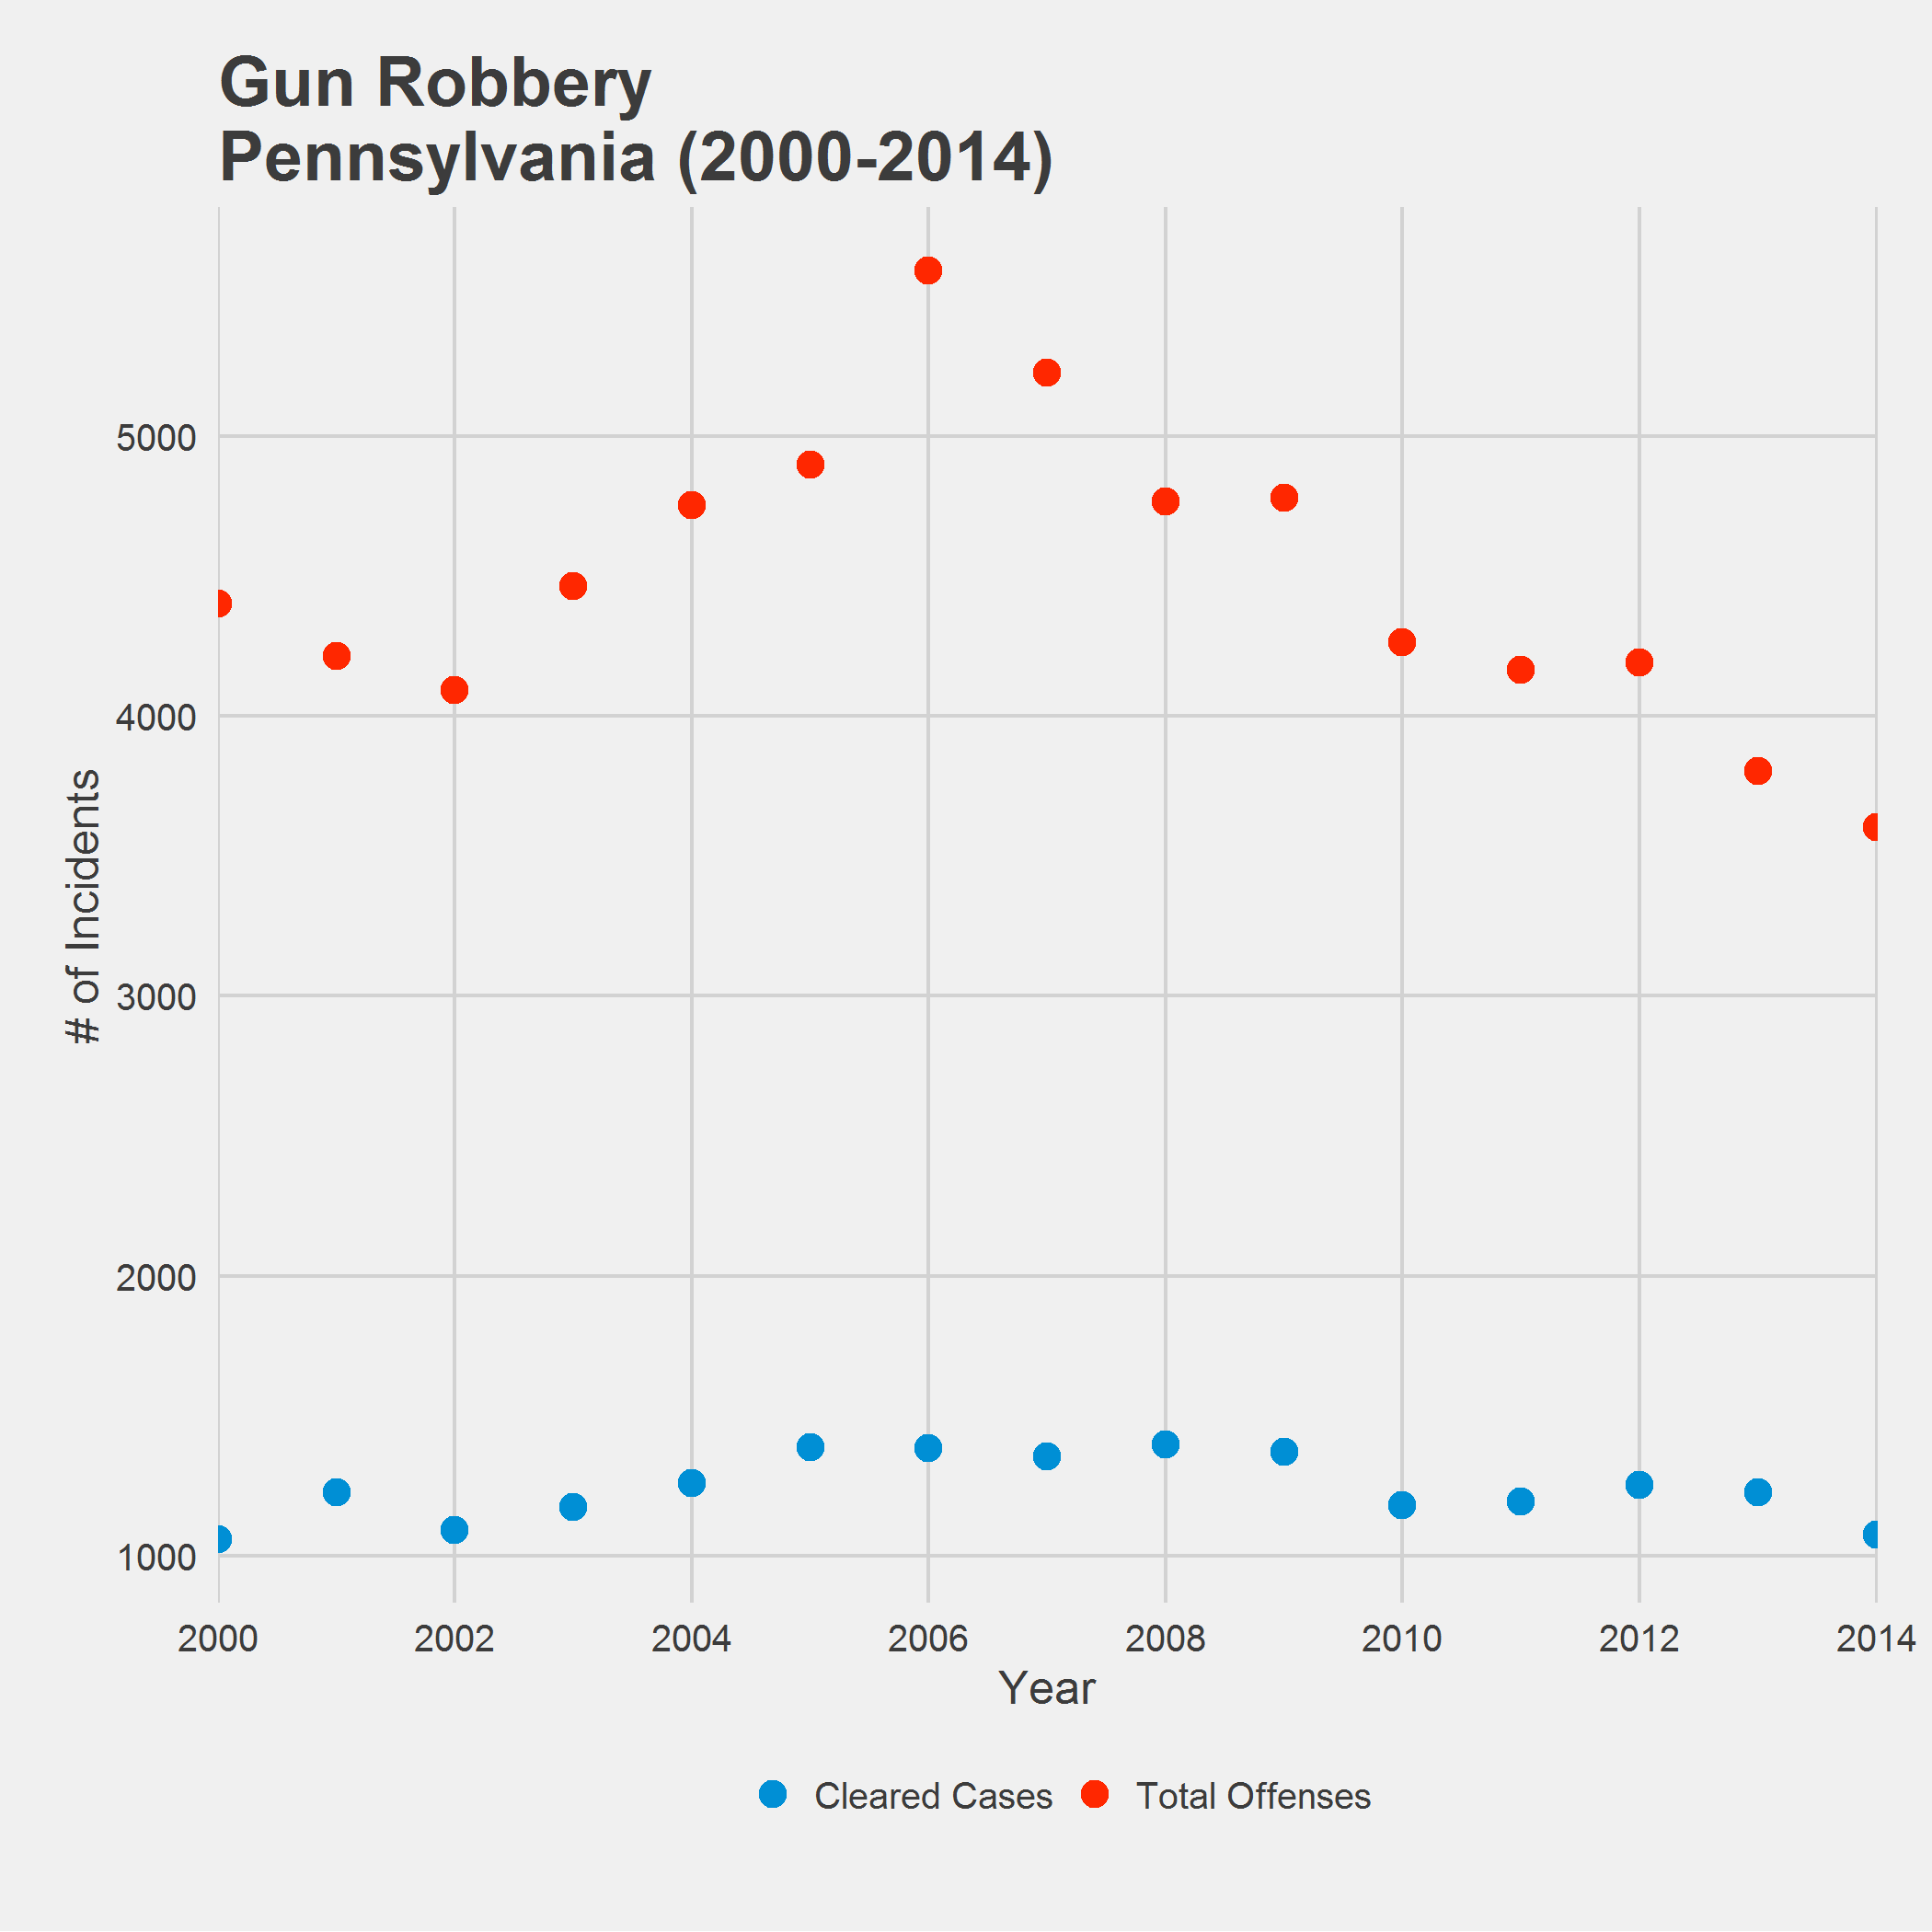 Gun Robbery
Pennsylvania (2000-2014)
# of Incidents
5000
4000
3000
2000
1000
2000 2002 2004 2006 2008 2010 2012 2014
Year
Cleared Cases Total Offenses